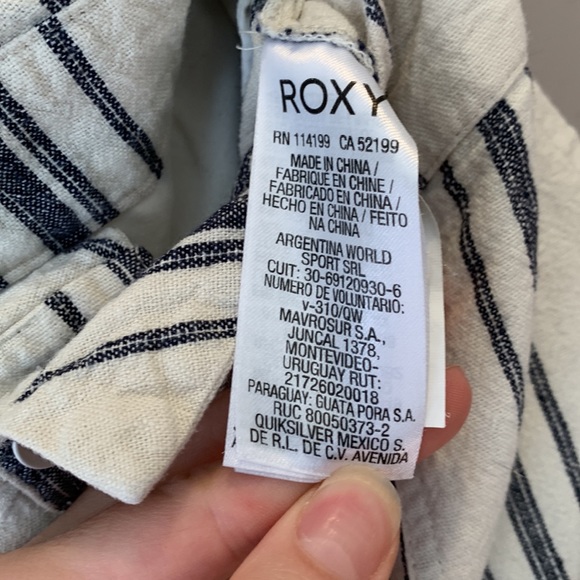 ROXY
RN 114199 CA 52199
MADE IN CHINA /
FABRIQUÉ EN CHINE /
FABRICADO EN CHINA /
HECHO EN CHINA / FEITO
NA CHINA
ARGENTINA WORLD
SPORT SRL
CUIT: 30-69120930-6
NUMERO DE VOLUNTARIO:
v-310/QW
MAVROSUR S.A.,
JUNCAL 1378,
MONTEVIDEO-
URUGUAY RUT:
21726020018
PARAGUAY: GUATA PORA S.A.
RUC 80050373-2
QUIKSILVER MEXICO S.
DE R.L. DE C.V. AVENIDA